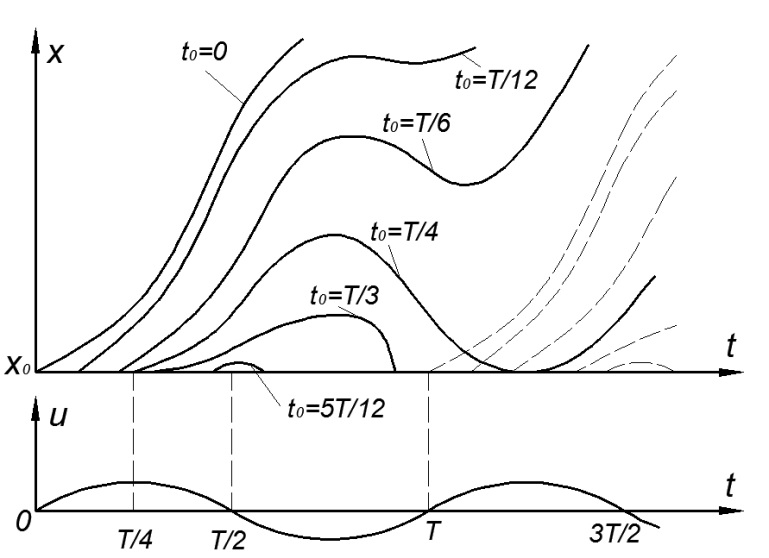 x
t₀=0
t₀=T/12
t₀=T/6
t₀=T/4
t₀=T/3
t
x₀
t₀=5T/12
u
t
0
T/4
T/2
T
3T/2